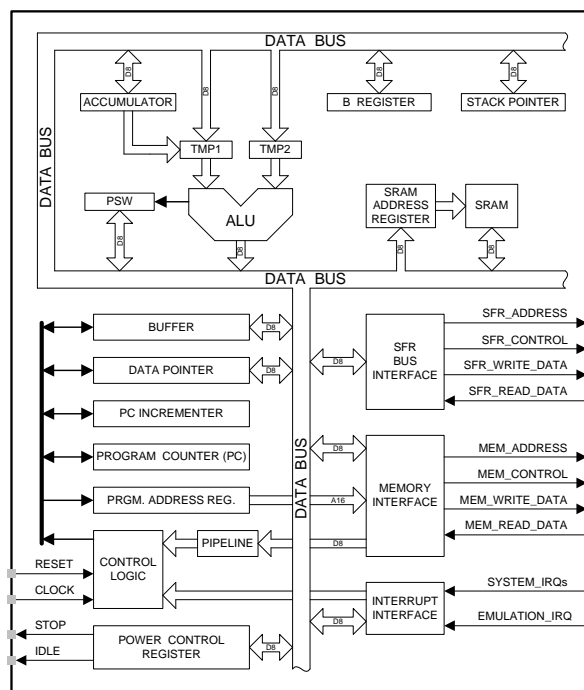 DATA BUS
D8
D8
D8
D8
D8
ACCUMULATOR
B REGISTER
STACK POINTER
DATA BUS
TMP1
TMP2
PSW
ALU
SRAM
ADDRESS
REGISTER
SRAM
D8
D8
D8
D8
DATA BUS
BUFFER
D8
DATA POINTER
D8
PC INCREMENTER
PROGRAM COUNTER (PC)
PRGM. ADDRESS REG.
A16
CONTROL
LOGIC
PIPELINE
D8
RESET
CLOCK
STOP
IDLE
POWER CONTROL
REGISTER
D8
DATA BUS
D8
SFR
BUS
INTERFACE
SFR_ADDRESS
SFR_CONTROL
SFR_WRITE_DATA
SFR_READ_DATA
D8
MEMORY
INTERFACE
MEM_ADDRESS
MEM_CONTROL
MEM_WRITE_DATA
MEM_READ_DATA
D8
INTERRUPT
INTERFACE
SYSTEM_IRQs
EMULATION_IRQ